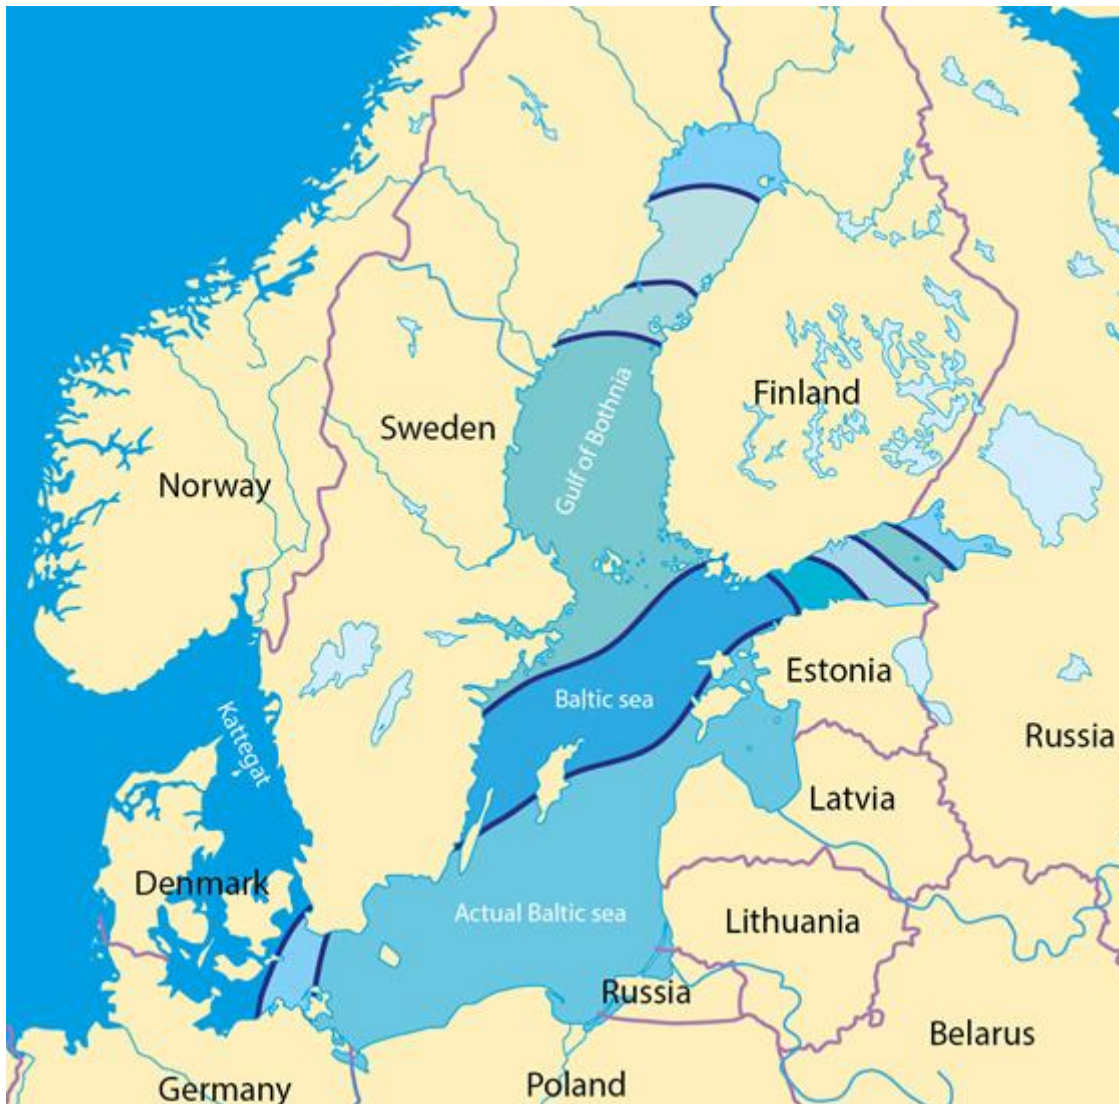 Gulf of Bothnia
Finland
Sweden
Norway
Estonia
Baltic sea
Kattegat
Russia
Latvia
Denmark
Actual Baltic sea
Lithuania
Russia
Belarus
Germany
Poland